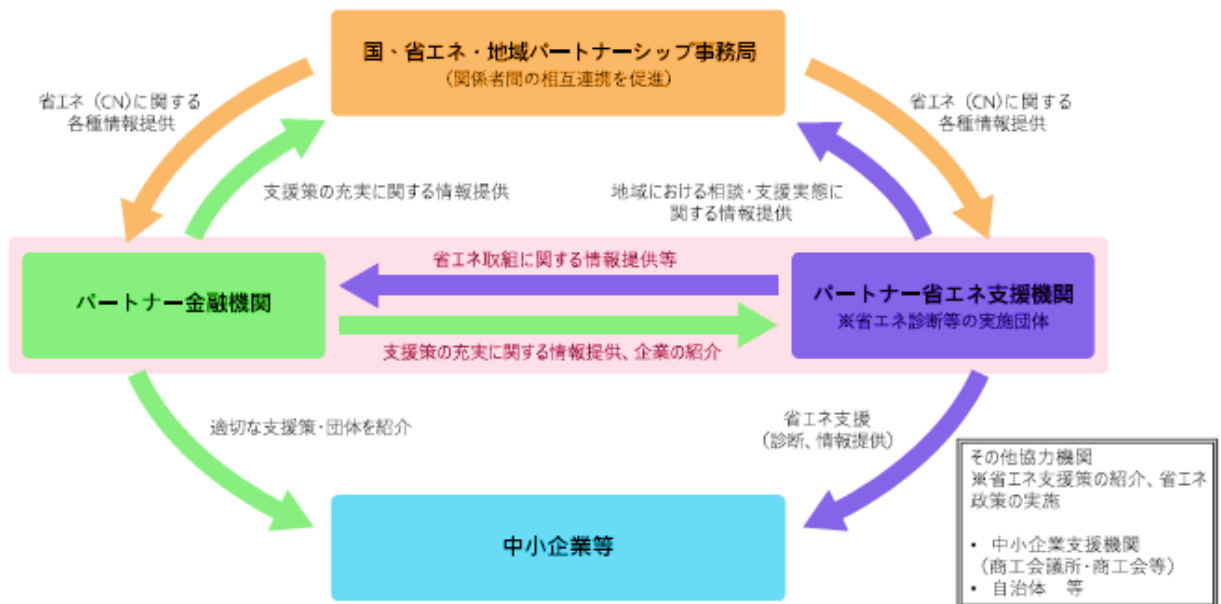 国、省エネ・地域パートナーシップ事務局
(関係者間の相互連携を促進)
省エネ (CN)に関する
各種情報提供
省エネ (CN)に関する
各種情報提供
支援策の充実に関する情報提供
地域における相談・支援実態に
関する情報提供
省エネ取組に関する情報提供等
パートナー金融機関
パートナー省エネ支援機関
※省エネ診断等の実施団体
支援策の充実に関する情報提供、企業の紹介
適切な支援策・団体を紹介
省エネ支援
(診断、情報提供)
その他協力機関
※省エネ支援策の紹介、省エネ
政策の実施
• 中小企業支援機関
(商工会議所・商工会等)
• 自治体 等
中小企業等